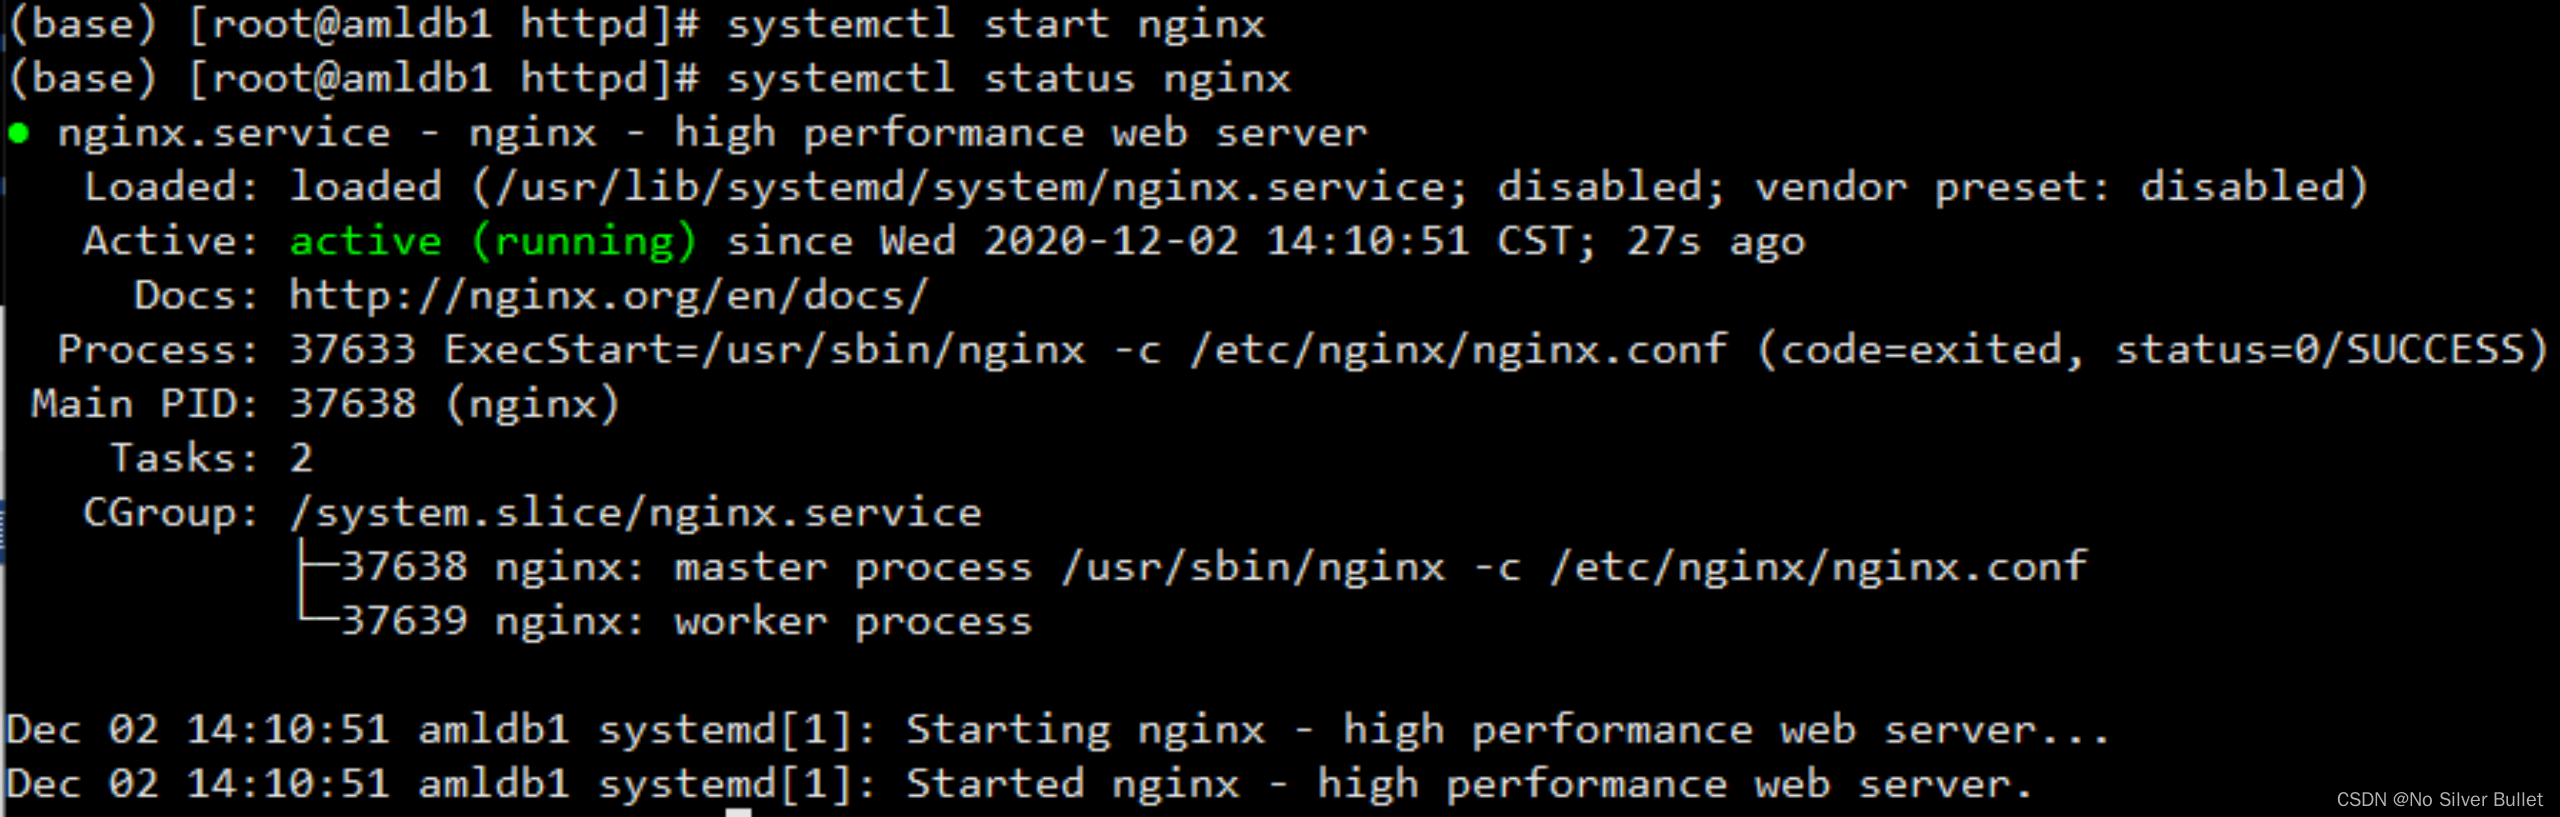 (base) [root@amldb1 httpd]# systemctl start nginx
(base) [root@amldb1 httpd]# systemctl status nginx
● nginx.service - nginx - high performance web server
   Loaded: loaded (/usr/lib/systemd/system/nginx.service; disabled; vendor preset: disabled)
   Active: active (running) since Wed 2020-12-02 14:10:51 CST; 27s ago
     Docs: http://nginx.org/en/docs/
  Process: 37633 ExecStart=/usr/sbin/nginx -c /etc/nginx/nginx.conf (code=exited, status=0/SUCCESS)
 Main PID: 37638 (nginx)
    Tasks: 2
   CGroup: /system.slice/nginx.service
           ├─37638 nginx: master process /usr/sbin/nginx -c /etc/nginx/nginx.conf
           └─37639 nginx: worker process
Dec 02 14:10:51 amldb1 systemd[1]: Starting nginx - high performance web server...
Dec 02 14:10:51 amldb1 systemd[1]: Started nginx - high performance web server.
CSDN @No Silver Bullet